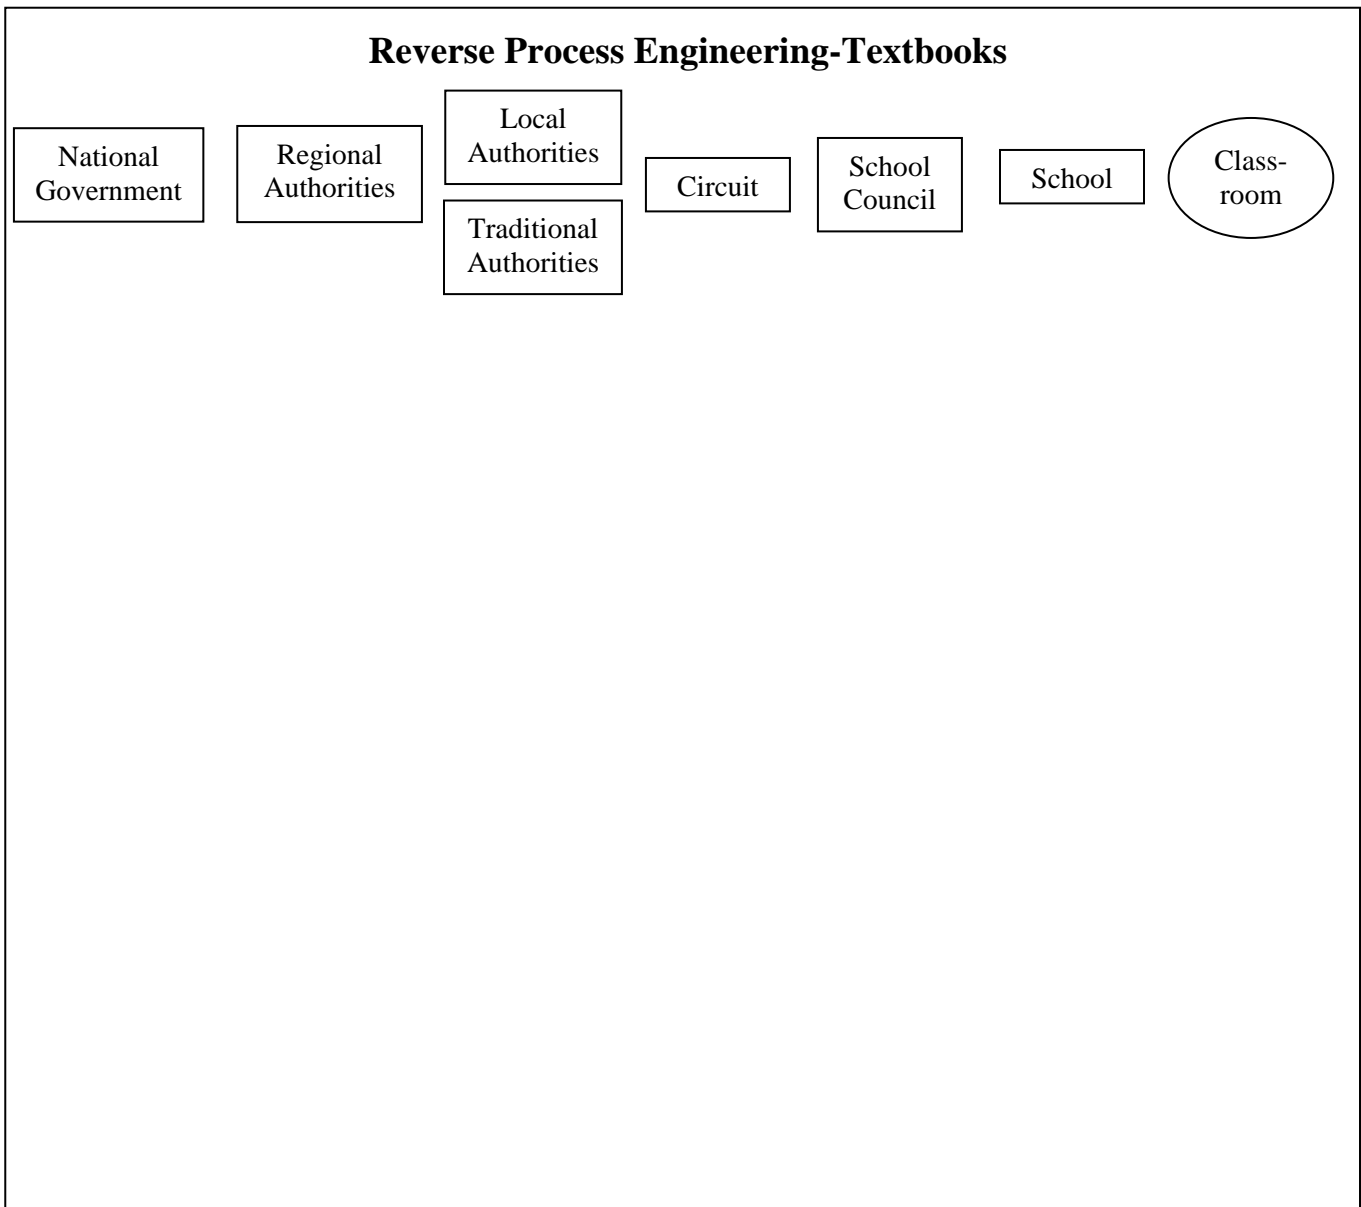 Reverse Process Engineering-Textbooks
National
Government
Regional
Authorities
Local
Authorities
Traditional
Authorities
Circuit
School
Council
School
Class-
room